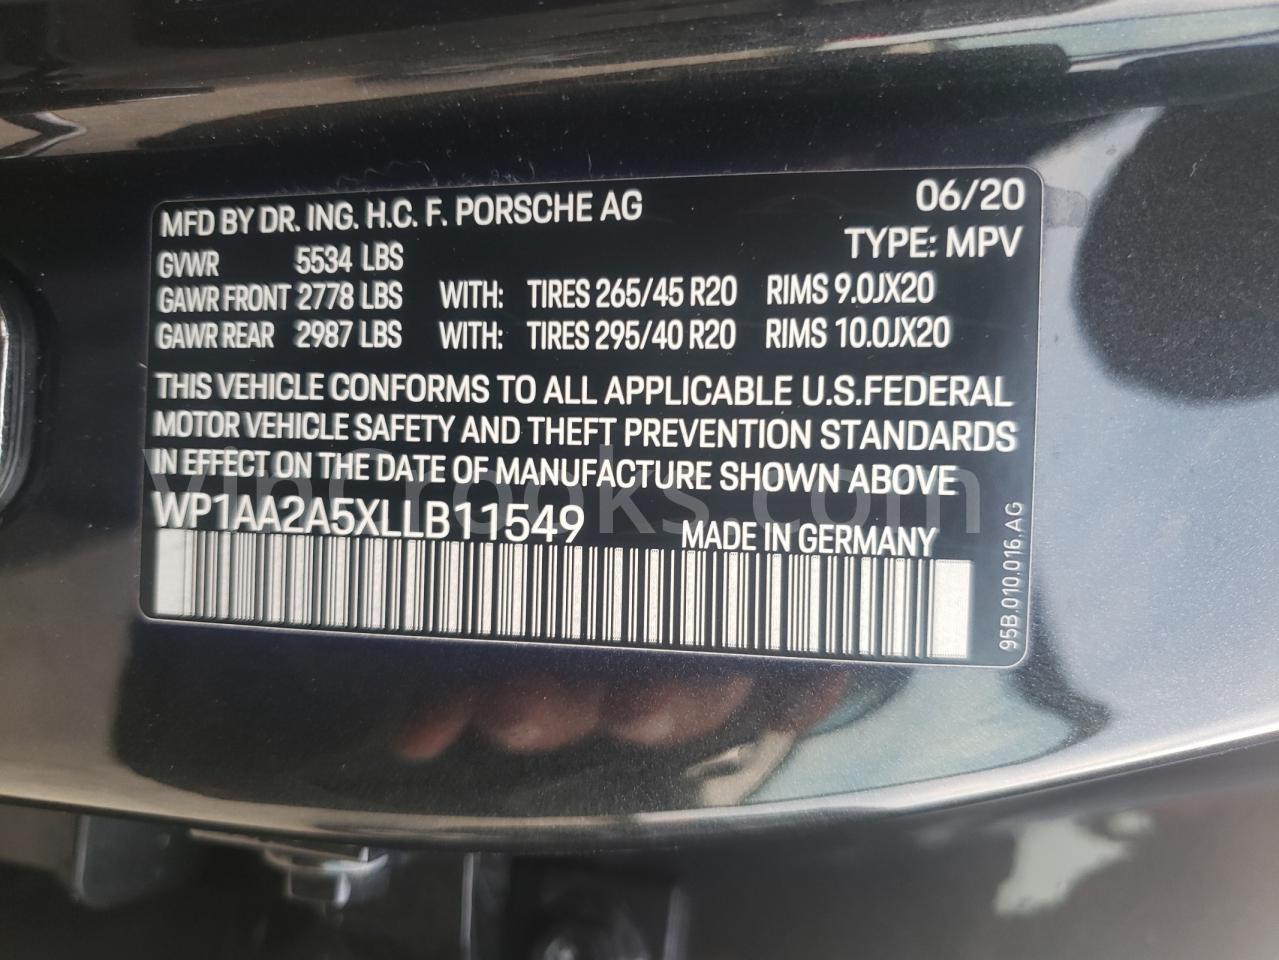 MFD BY DR. ING. H.C. F. PORSCHE AG 06/20
GVWR 5534 LBS TYPE: MPV
GAWR FRONT 2778 LBS WITH: TIRES 265/45 R20 RIMS 9.0JX20
GAWR REAR 2987 LBS WITH: TIRES 295/40 R20 RIMS 10.0JX20
THIS VEHICLE CONFORMS TO ALL APPLICABLE U.S.FEDERAL
MOTOR VEHICLE SAFETY AND THEFT PREVENTION STANDARDS
IN EFFECT ON THE DATE OF MANUFACTURE SHOWN ABOVE
WP1AA2A5XLLB11549 MADE IN GERMANY
95B.010.016.AG
VinCrooks.com